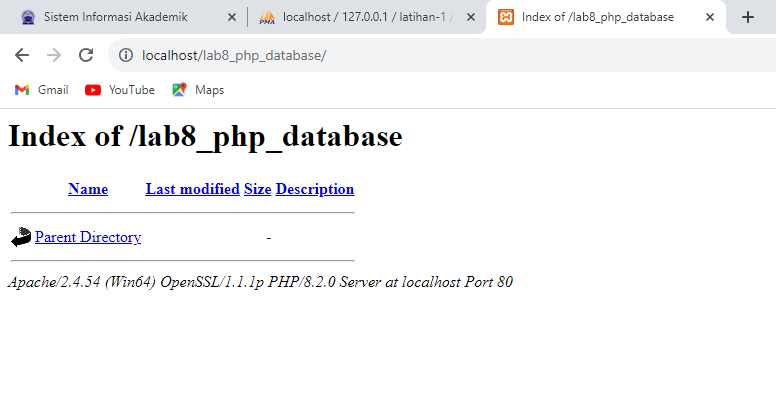 Sistem Informasi Akademik
localhost / 127.0.0.1 / latihan-1 /
Index of /lab8_php_database
localhost/lab8_php_database/
Gmail YouTube Maps
Index of /lab8_php_database
Name Last modified Size Description
Parent Directory -
Apache/2.4.54 (Win64) OpenSSL/1.1.1p PHP/8.2.0 Server at localhost Port 80